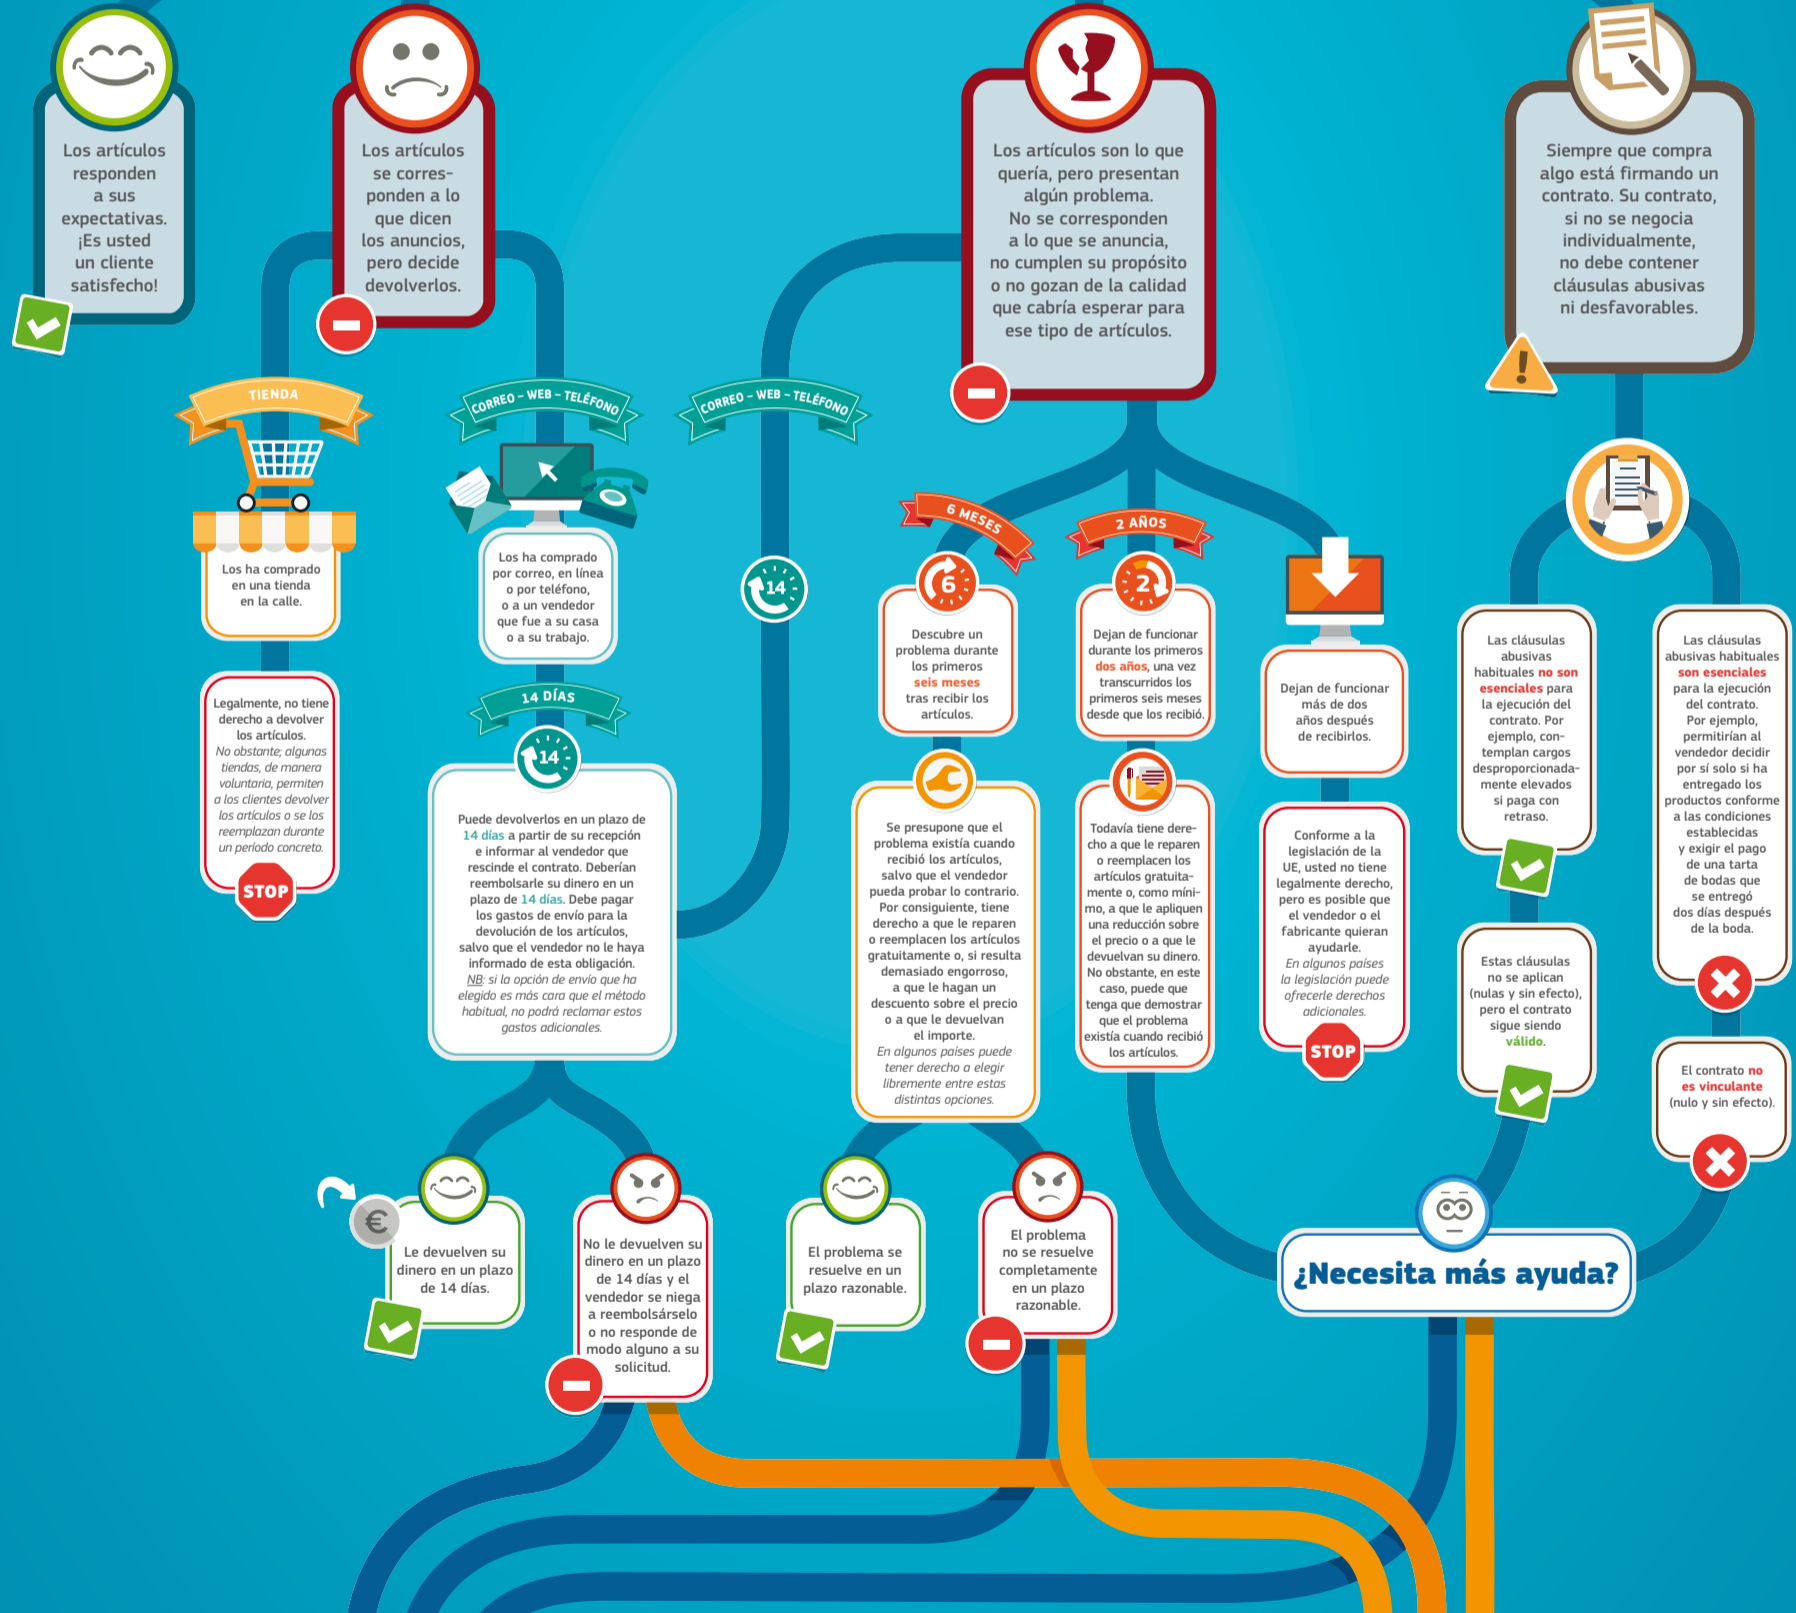 Los artículos
responden
a sus
expectativas.
¡Es usted
un cliente
satisfecho!
Los artículos
se corres-
ponden a lo
que dicen
los anuncios,
pero decide
devolverlos.
Los artículos son lo que
quería, pero presentan
algún problema.
No se corresponden
a lo que se anuncia,
no cumplen su propósito
o no gozan de la calidad
que cabría esperar para
ese tipo de artículos.
Siempre que compra
algo está firmando un
contrato. Su contrato,
si no se negocia
individualmente,
no debe contener
cláusulas abusivas
ni desfavorables.
TIENDA
Los ha comprado
en una tienda
en la calle.
Legalmente, no tiene
derecho a devolver
los artículos.
No obstante; algunas
tiendas, de manera
voluntaria, permiten
a los clientes devolver
los artículos o se los
reemplazan durante
un período concreto.
STOP
CORREO – WEB – TELÉFONO
Los ha comprado
por correo, en línea
o por teléfono,
o a un vendedor
que fue a su casa
o a su trabajo.
14 DÍAS
14
Puede devolverlos en un plazo de
14 días a partir de su recepción
e informar al vendedor que
rescinde el contrato. Deberían
reembolsarle su dinero en un
plazo de 14 días. Debe pagar
los gastos de envío para la
devolución de los artículos,
salvo que el vendedor no le haya
informado de esta obligación.
NB: si la opción de envío que ha
elegido es más cara que el método
habitual, no podrá reclamar estos
gastos adicionales.
€
Le devuelven su
dinero en un plazo
de 14 días.
No le devuelven su
dinero en un plazo
de 14 días y el
vendedor se niega
a reembolsárselo
o no responde de
modo alguno a su
solicitud.
CORREO – WEB – TELÉFONO
14
6 MESES
6
Descubre un
problema durante
los primeros
seis meses
tras recibir los
artículos.
Se presupone que el
problema existía cuando
recibió los artículos,
salvo que el vendedor
pueda probar lo contrario.
Por consiguiente, tiene
derecho a que le reparen
o reemplacen los artículos
gratuitamente o, si resulta
demasiado engorroso,
a que le hagan un
descuento sobre el precio
o a que le devuelvan
el importe.
En algunos países puede
tener derecho a elegir
libremente entre estas
distintas opciones.
El problema se
resuelve en un
plazo razonable.
El problema
no se resuelve
completamente
en un plazo
razonable.
2 AÑOS
2
Dejan de funcionar
durante los primeros
dos años, una vez
transcurridos los
primeros seis meses
desde que los recibió.
Todavía tiene dere-
cho a que le reparen
o reemplacen los
artículos gratuita-
mente o, como míni-
mo, a que le apliquen
una reducción sobre
el precio o a que le
devuelvan su dinero.
No obstante, en este
caso, puede que
tenga que demostrar
que el problema
existía cuando recibió
los artículos.
Dejan de funcionar
más de dos
años después
de recibirlos.
Conforme a la
legislación de la
UE, usted no tiene
legalmente derecho,
pero es posible que
el vendedor o el
fabricante quieran
ayudarle.
En algunos países
la legislación puede
ofrecerle derechos
adicionales.
STOP
Las cláusulas
abusivas
habituales no son
esenciales para
la ejecución del
contrato. Por
ejemplo, con-
templan cargos
desproporcionada-
mente elevados
si paga con
retraso.
Estas cláusulas
no se aplican
(nulas y sin efecto),
pero el contrato
sigue siendo
válido.
Las cláusulas
abusivas habituales
son esenciales
para la ejecución
del contrato.
Por ejemplo,
permitirían al
vendedor decidir
por sí solo si ha
entregado los
productos conforme
a las condiciones
establecidas
y exigir el pago
de una tarta
de bodas que
se entregó
dos días después
de la boda.
El contrato no
es vinculante
(nulo y sin efecto).
¿Necesita más ayuda?